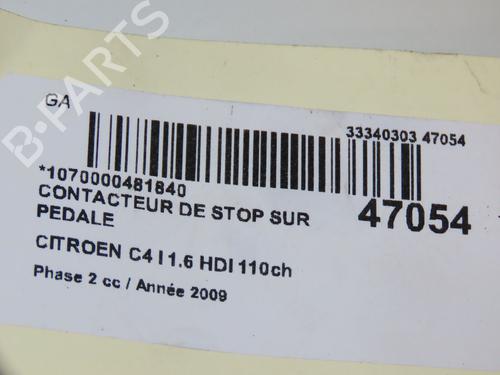 GA
33340303 47054
*1070000481840
CONTACTEUR DE STOP SUR
PEDALE
47054
CITROEN C4 I 1.6 HDI 110ch
Phase 2 cc / Année 2009
B-PARTS